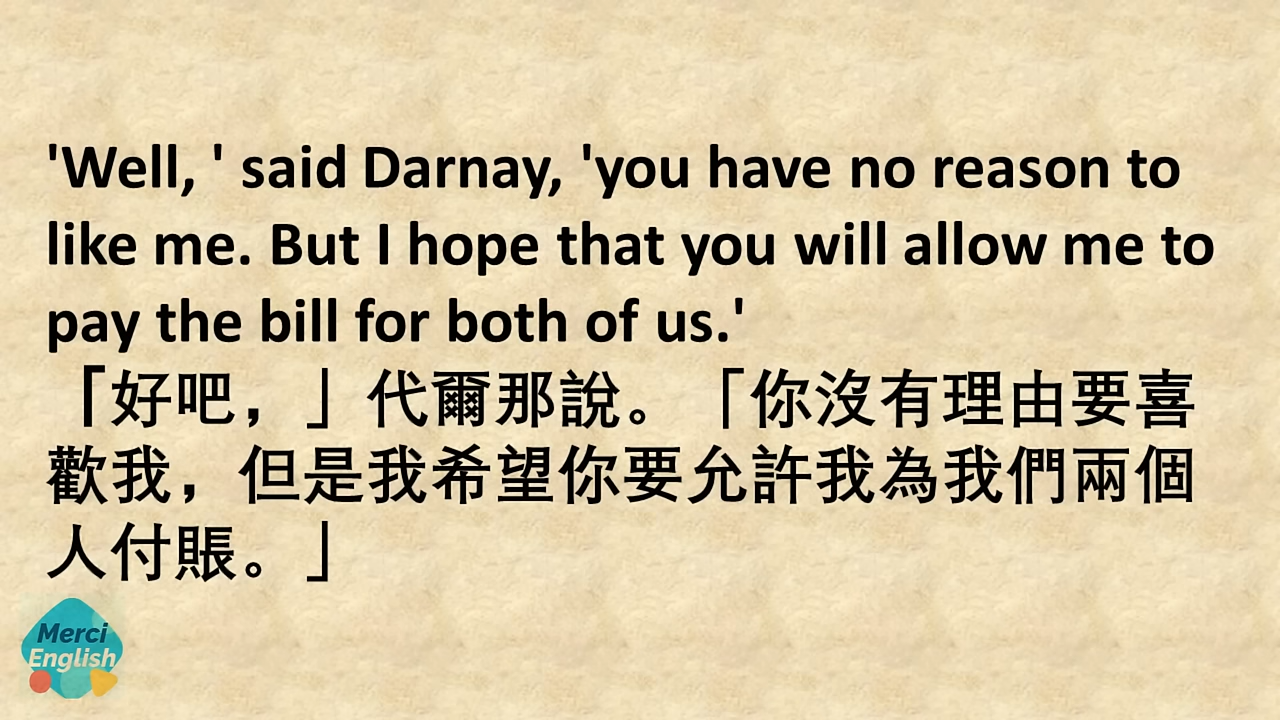 'Well, ' said Darnay, 'you have no reason to
like me. But I hope that you will allow me to
pay the bill for both of us.'
「好吧，」代爾那說。「你沒有理由要喜
歡我，但是我希望你要允許我為我們兩個
人付賬。」
Merci
English